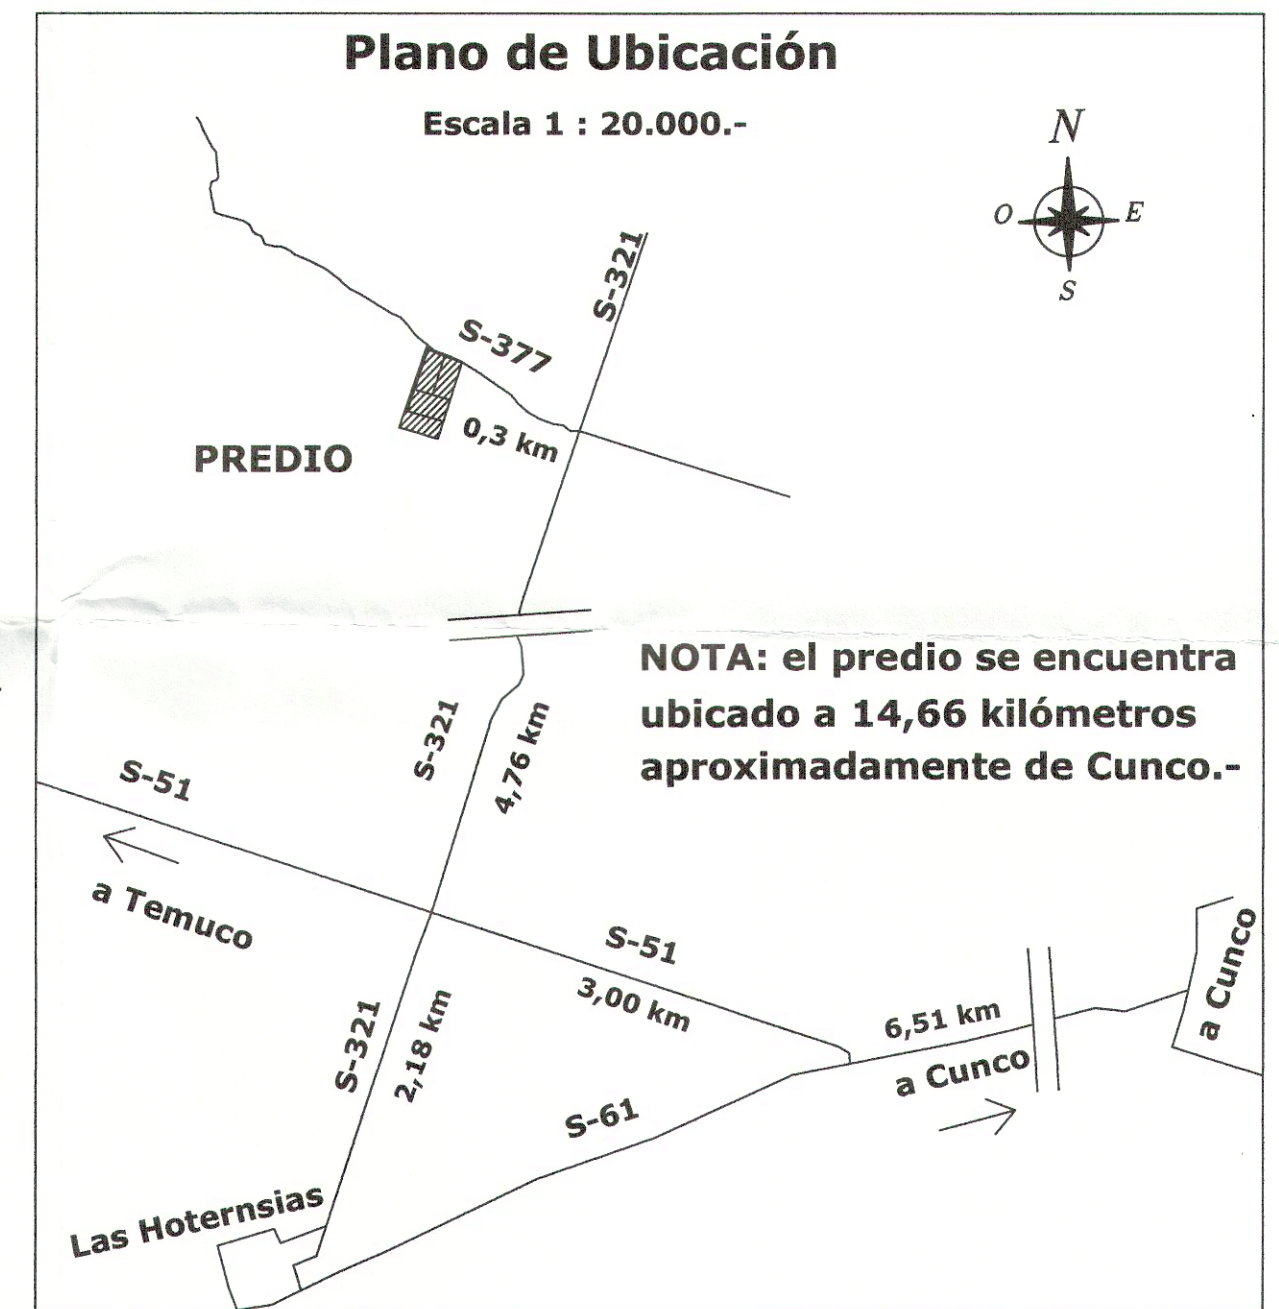 Plano de Ubicación
Escala 1 : 20.000.-
N
O
E
S
S-321
S-377
0,3 km
PREDIO
NOTA: el predio se encuentra
ubicado a 14,66 kilómetros
aproximadamente de Cunco.-
S-321
4,76 km
S-51
a Temuco
S-51
3,00 km
6,51 km
a Cunco
a Cunco
S-321
2,18 km
S-61
Las Hoternsias